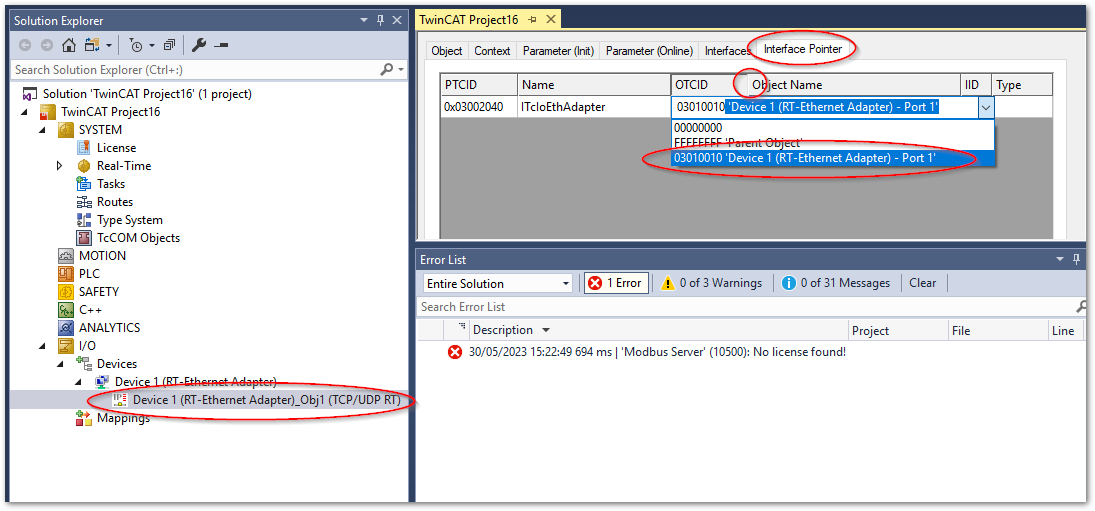 Solution Explorer
Search Solution Explorer (Ctrl+;)
Solution 'TwinCAT Project16' (1 project)
TwinCAT Project16
SYSTEM
License
Real-Time
Tasks
Routes
Type System
TcCOM Objects
MOTION
PLC
SAFETY
C++
ANALYTICS
I/O
Devices
Device 1 (RT-Ethernet Adapter)
Device 1 (RT-Ethernet Adapter)_Obj1 (TCP/UDP RT)
Mappings
TwinCAT Project16
Object Context Parameter (Init) Parameter (Online) Interfaces Interface Pointer
PTCID Name OTCID Object Name IID Type
0x03002040 ITcIoEthAdapter 03010010 'Device 1 (RT-Ethernet Adapter) - Port 1'
00000000
FFFFFFFF 'Parent Object'
03010010 'Device 1 (RT-Ethernet Adapter) - Port 1'
Error List
Entire Solution 1 Error 0 of 3 Warnings 0 of 31 Messages Clear
Search Error List
Description Project File Line
30/05/2023 15:22:49 694 ms | 'Modbus Server' (10500): No license found!